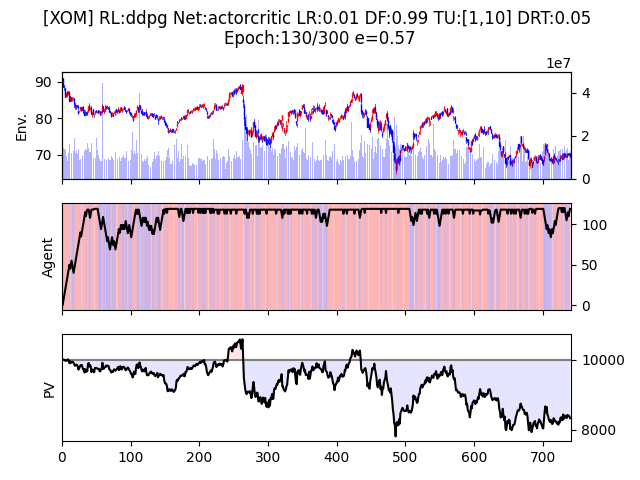 [XOM] RL:ddpg Net:actorcritic LR:0.01 DF:0.99 TU:[1,10] DRT:0.05
Epoch:130/300 e=0.57
1e7
90
80
70
Env.
4
2
0
Agent
100
50
0
PV
10000
8000
0 100 200 300 400 500 600 700